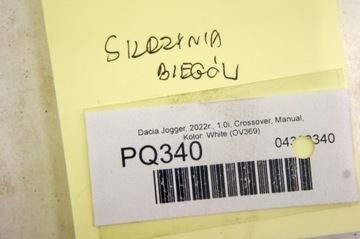 SKRZYNIA
BIEGÓW
Dacia Jogger, 2022r., 1.0i, Crossover, Manual,
Kolor: White (OV369)
PQ340